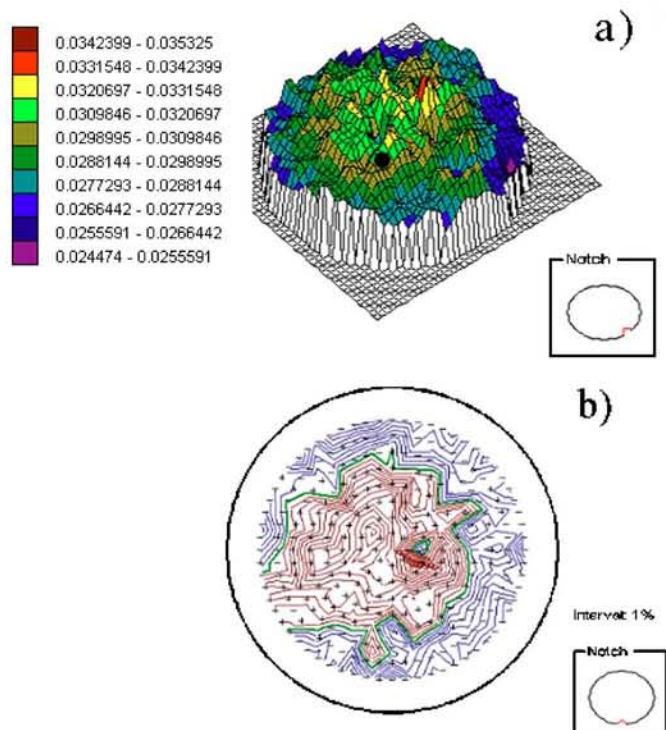 a)
0.0342399 - 0.035325
0.0331548 - 0.0342399
0.0320697 - 0.0331548
0.0309846 - 0.0320697
0.0298995 - 0.0309846
0.0288144 - 0.0298995
0.0277293 - 0.0288144
0.0266442 - 0.0277293
0.0255591 - 0.0266442
0.024474 - 0.0255591
Notch
b)
Interval: 1%
Notch